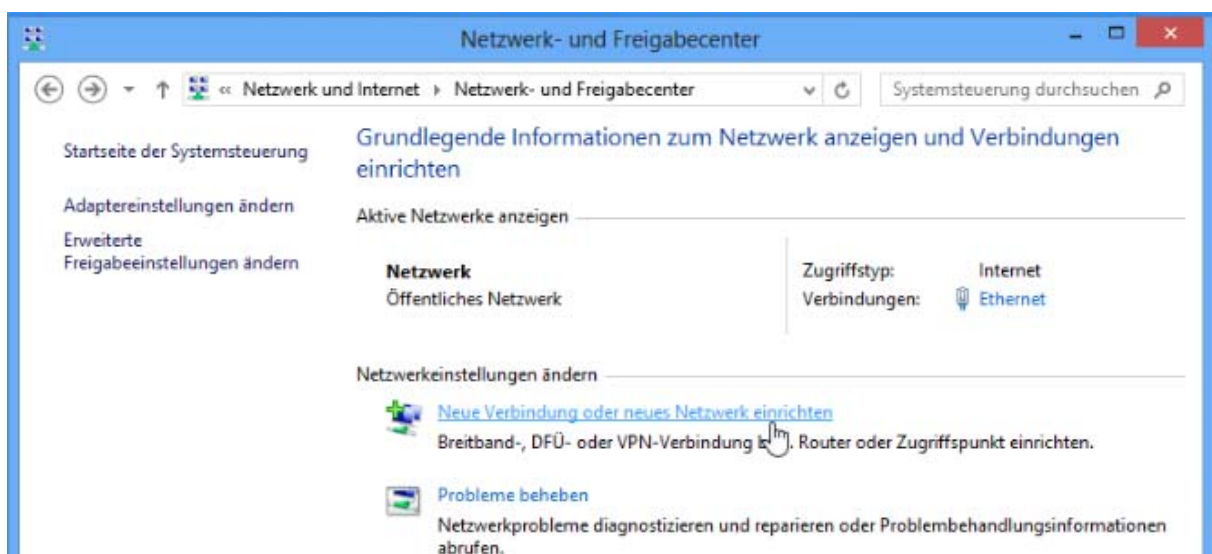 Netzwerk- und Freigabecenter
« Netzwerk und Internet Netzwerk- und Freigabecenter Systemsteuerung durchsuchen
Startseite der Systemsteuerung
Adaptereinstellungen ändern
Erweiterte
Freigabeeinstellungen ändern
Grundlegende Informationen zum Netzwerk anzeigen und Verbindungen
einrichten
Aktive Netzwerke anzeigen
Netzwerk
Öffentliches Netzwerk
Zugriffstyp: Internet
Verbindungen: Ethernet
Netzwerkeinstellungen ändern
Neue Verbindung oder neues Netzwerk einrichten
Breitband-, DFÜ- oder VPN-Verbindung . Router oder Zugriffspunkt einrichten.
Probleme beheben
Netzwerkprobleme diagnostizieren und reparieren oder Problembehandlungsinformationen
abrufen.